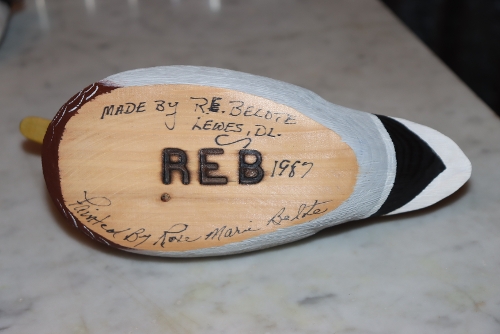 MADE BY R.E. BELOTE
LEWES, DL.
REB 1987
Painted By Rose Marie Belote